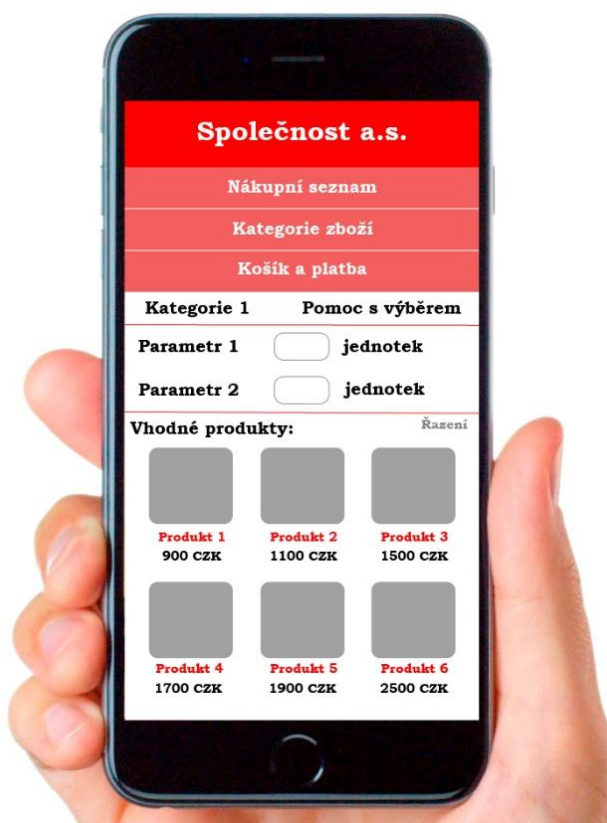 Společnost a.s.
Nákupní seznam
Kategorie zboží
Košík a platba
Kategorie 1 Pomoc s výběrem
Parametr 1 jednotek
Parametr 2 jednotek
Vhodné produkty: Řazení
Produkt 1 Produkt 2 Produkt 3
900 CZK 1100 CZK 1500 CZK
Produkt 4 Produkt 5 Produkt 6
1700 CZK 1900 CZK 2500 CZK